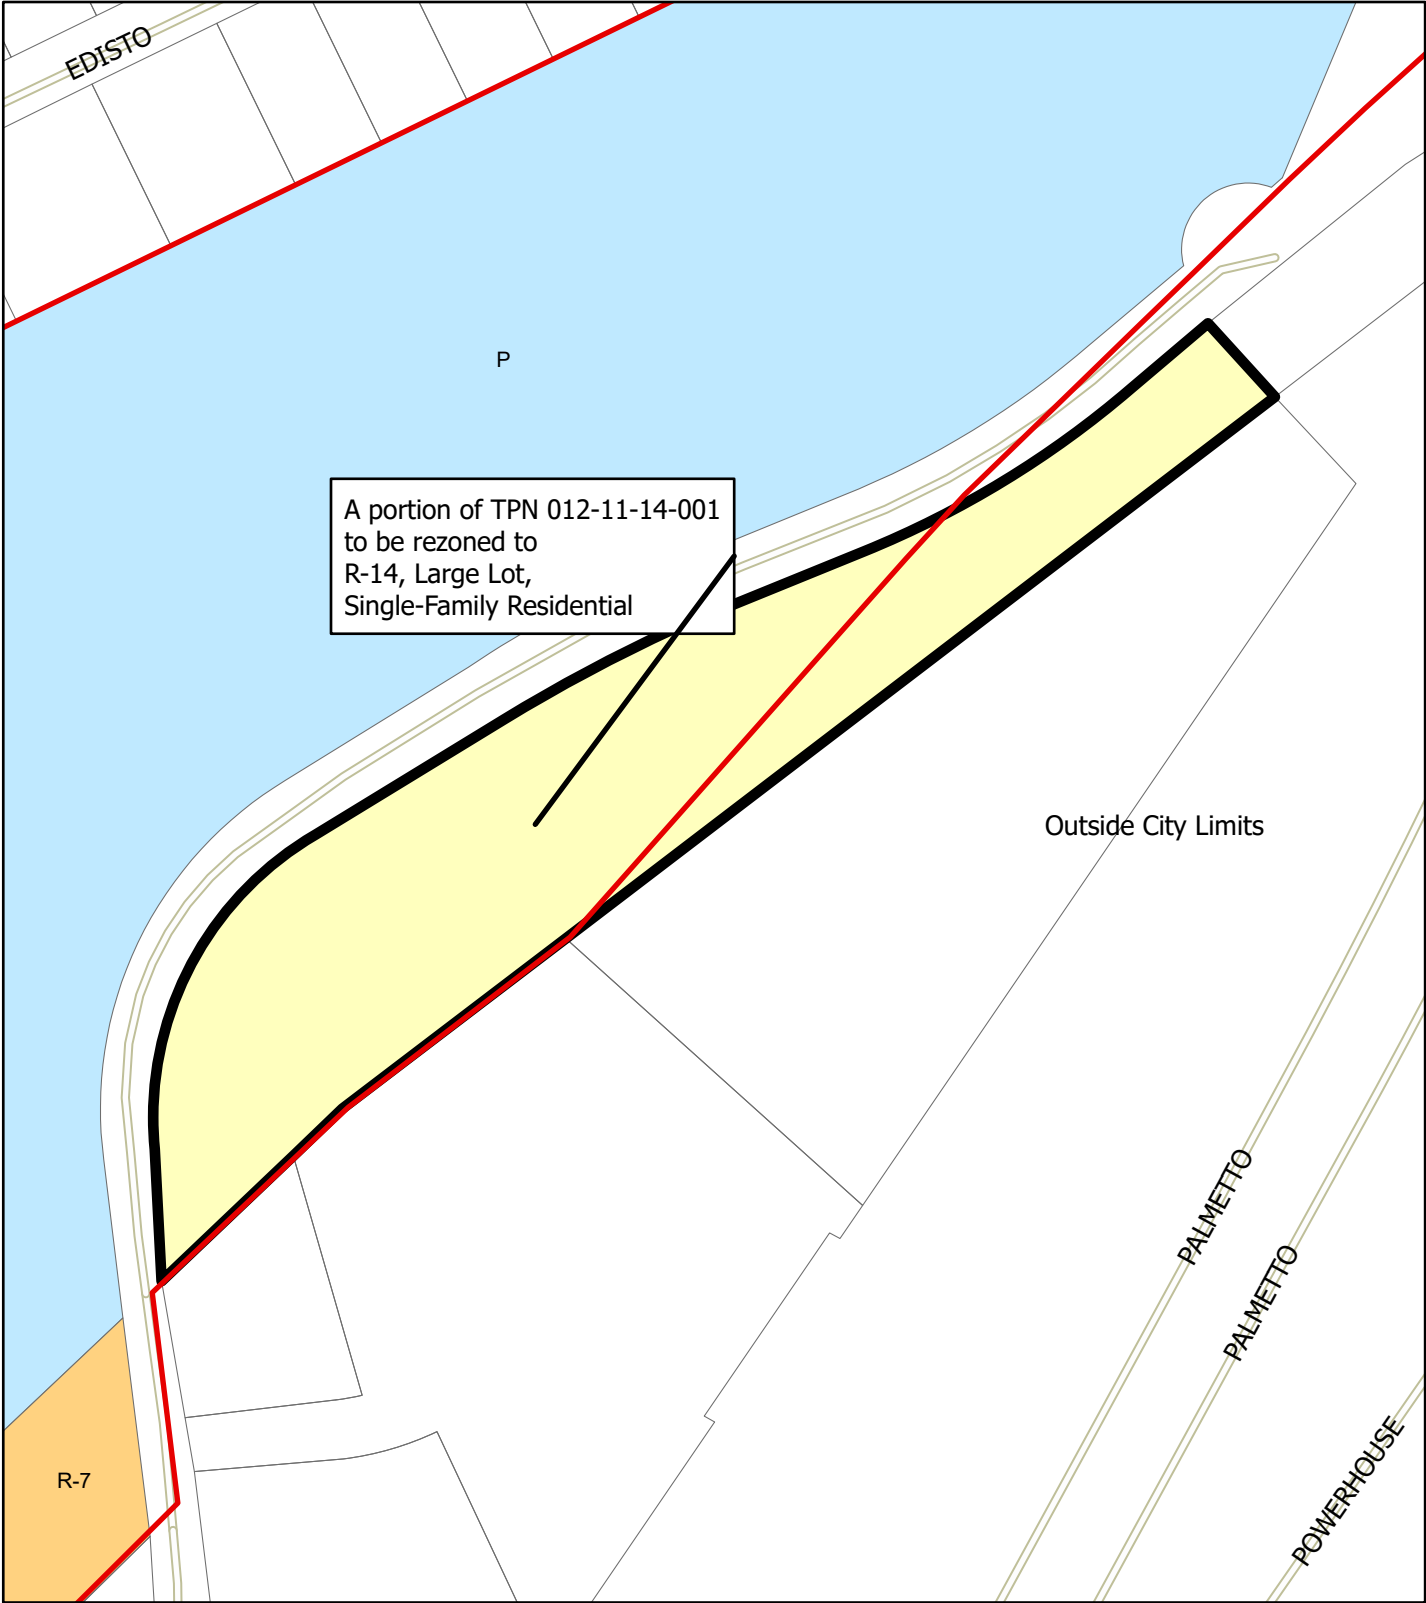 EDISTO
P
A portion of TPN 012-11-14-001
to be rezoned to
R-14, Large Lot,
Single-Family Residential
Outside City Limits
PALMETTO
PALMETTO
POWERHOUSE
R-7